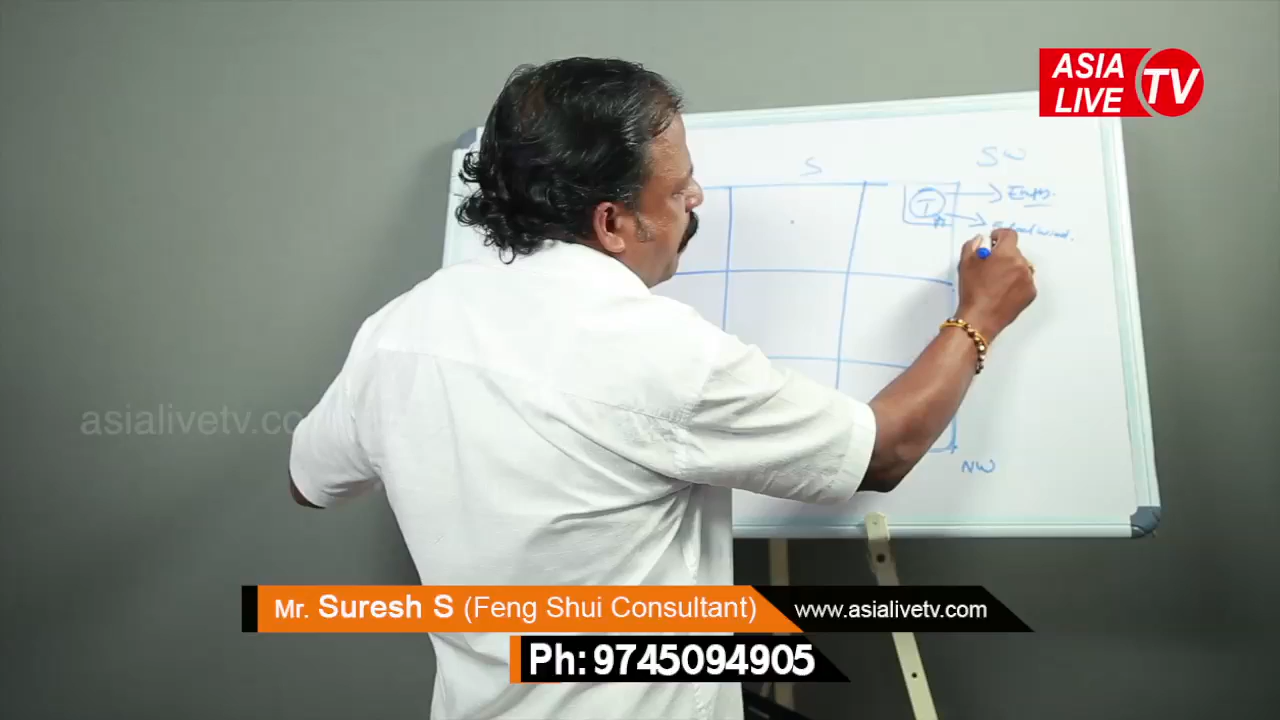 ASIA
LIVE TV
S
SW
T
NW
asialivetv.co
Mr. Suresh S (Feng Shui Consultant)
www.asialivetv.com
Ph: 9745094905